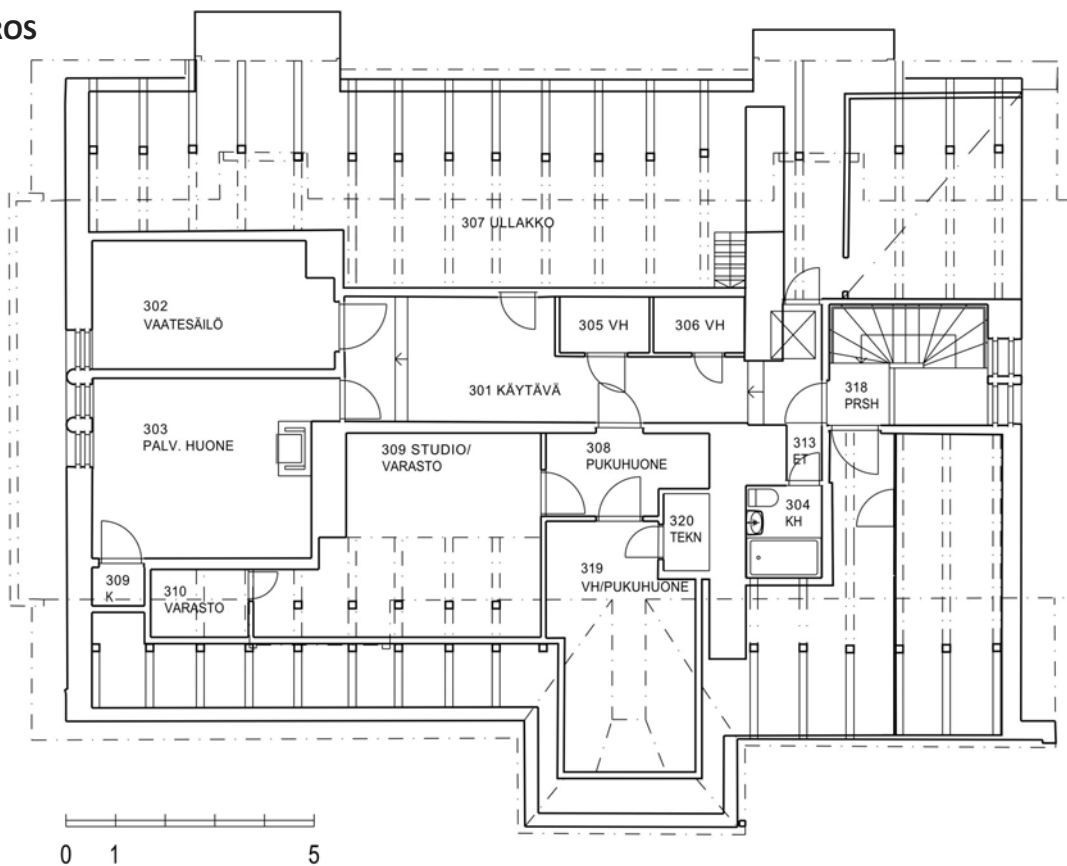 ROS
307 ULLAKKO
302
VAATESÄILÖ
305 VH
306 VH
301 KÄYTÄVÄ
318
PRSH
303
PALV. HUONE
309 STUDIO/
VARASTO
308
PUKUHUONE
313
ET
304
KH
320
TEKN
309
K
310
VARASTO
319
VH/PUKUHUONE
0 1 5